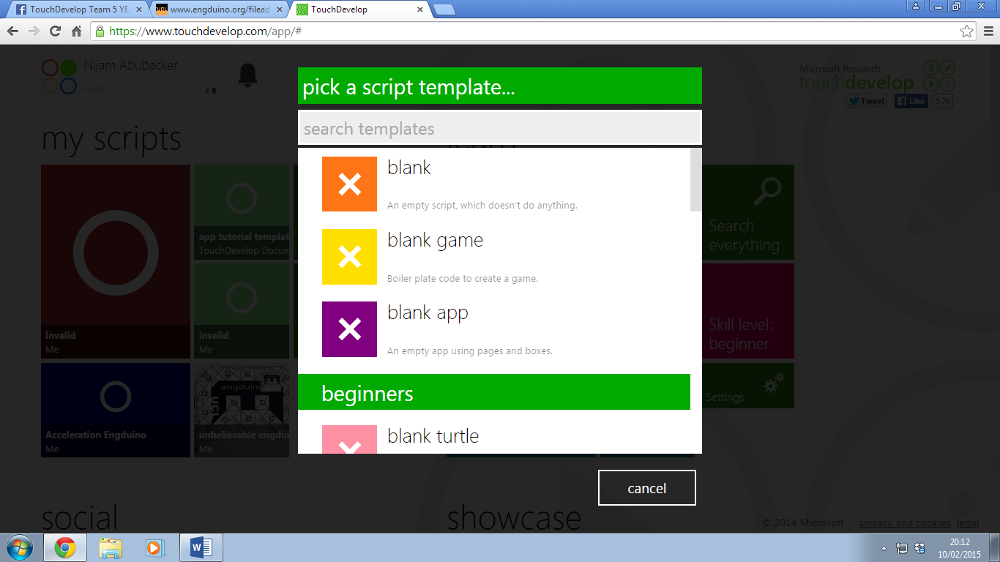 TouchDevelop Team 5 YEA
www.engduino.org/filead
TouchDevelop
https://www.touchdevelop.com/app/#
Nijam Abubacker
4
Microsoft Research
touchdevelop
Tweet
Like
5.7k
my scripts
pick a script template...
search templates
blank
An empty script, which doesn't do anything.
blank game
Boiler plate code to create a game.
blank app
An empty app using pages and boxes.
beginners
blank turtle
cancel
app tutorial templat
TouchDevelop Docum
Invalid
Me
invalid
Me
Acceleration Engduino
Me
engduino
UCL
unbelievable engdui
Me
Search
everything
Skill level:
beginner
Settings
social
showcase
© 2014 Microsoft
privacy and cookies
legal
20:12
10/02/2015